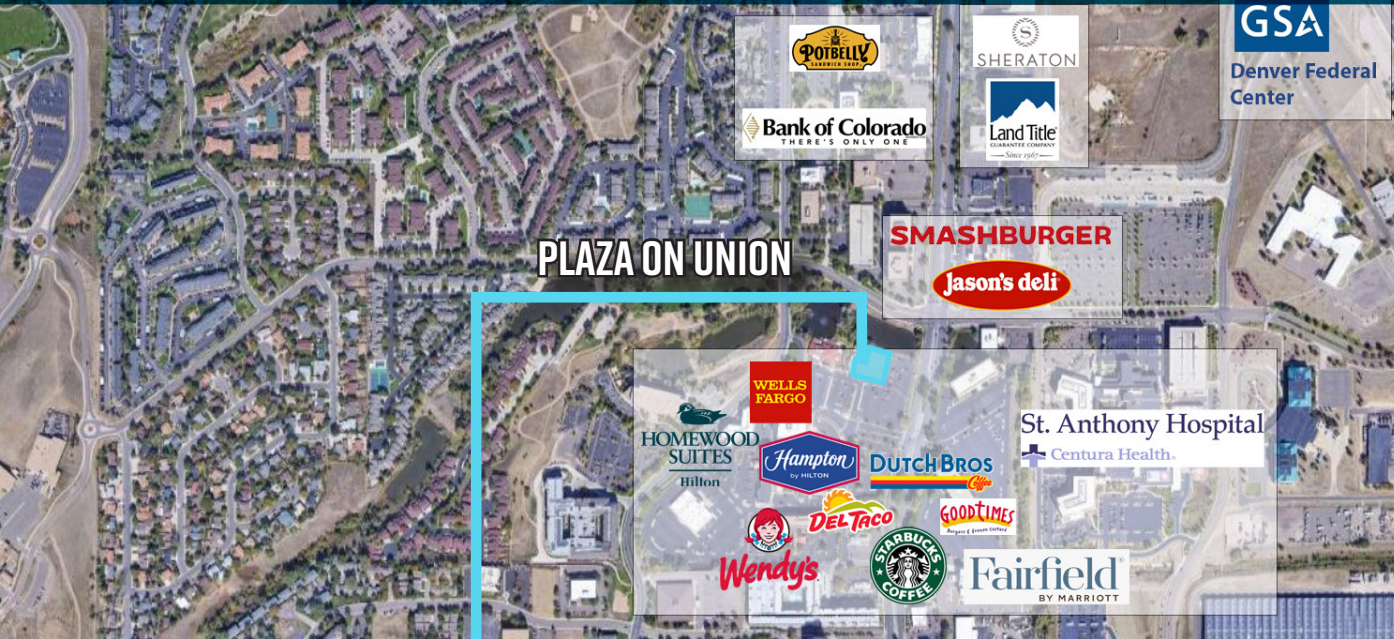 POTBELLY
SANDWICH SHOP
Bank of Colorado
THERE'S ONLY ONE
S
SHERATON
Land Title
GUARANTEE COMPANY
Since 1967
GSA
Denver Federal
Center
SMASHBURGER
Jason's deli
PLAZA ON UNION
WELLS
FARGO
HOMEWOOD
SUITES
Hilton
Hampton
by HILTON
DUTCH BROS
Coffee
St. Anthony Hospital
Centura Health
DEL TACO
GOOD TIMES
Burgers & Frozen Custard
Wendy's
STARBUCKS
COFFEE
Fairfield
BY MARRIOTT